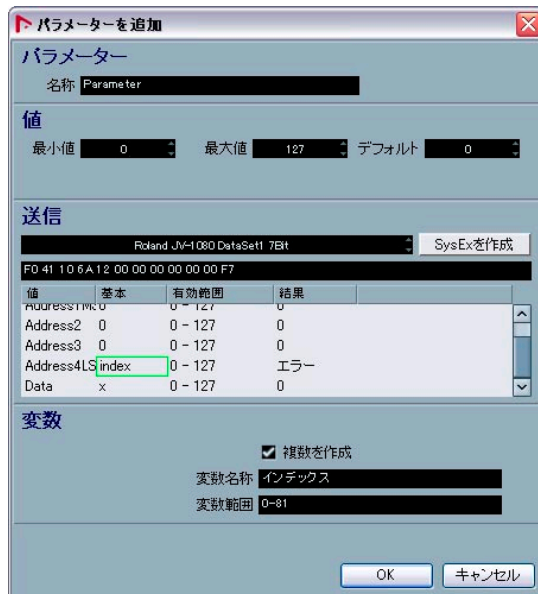 パラメーターを追加
パラメーター
名称 Parameter
値
最小値 0 最大値 127 デフォルト 0
送信
Roland JV-1080 DataSet1 7Bit SysExを作成
F0 41 10 6A 12 00 00 00 00 00 00 F7
値 基本 有効範囲 結果
Address1MS 0 0 - 127 0
Address2 0 0 - 127 0
Address3 0 0 - 127 0
Address4LS index 0 - 127 エラー
Data x 0 - 127 0
変数
複数を作成
変数名称 インデックス
変数範囲 0-81
OK キャンセル